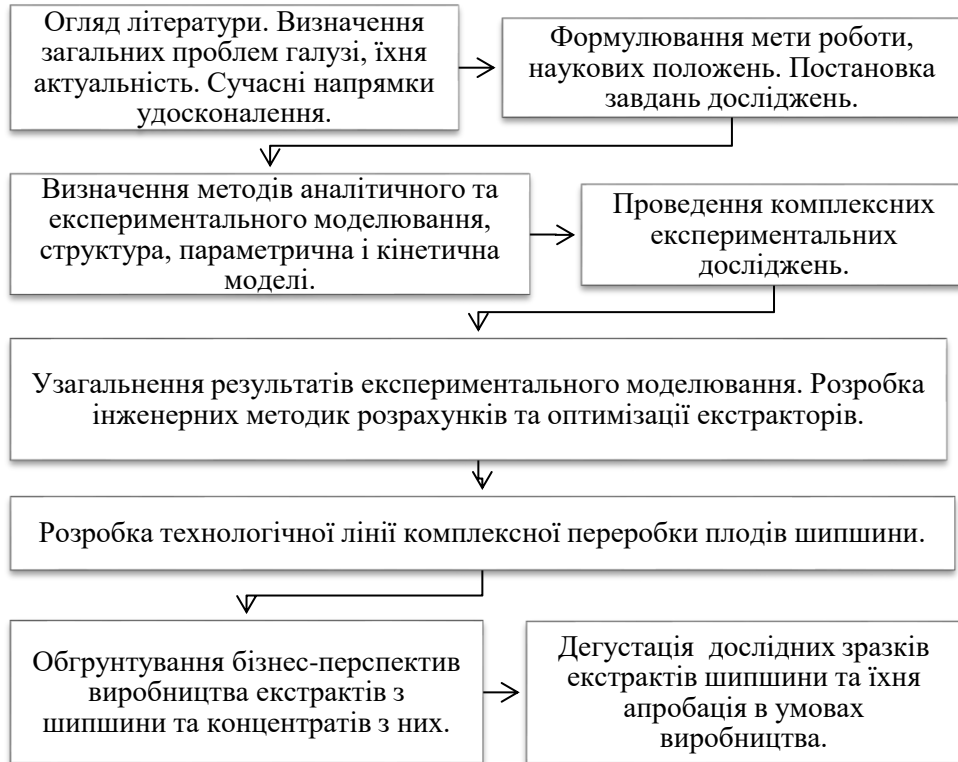 Огляд літератури. Визначення
загальних проблем галузі, їхня
актуальність. Сучасні напрямки
удосконалення.
Формулювання мети роботи,
наукових положень. Постановка
завдань досліджень.
Визначення методів аналітичного та
експериментального моделювання,
структура, параметрична і кінетична
моделі.
Проведення комплексних
експериментальних
досліджень.
Узагальнення результатів експериментального моделювання. Розробка
інженерних методик розрахунків та оптимізації екстракторів.
Розробка технологічної лінії комплексної переробки плодів шипшини.
Обгрунтування бізнес-перспектив
виробництва екстрактів з
шипшини та концентратів з них.
Дегустація дослідних зразків
екстрактів шипшини та їхня
апробація в умовах
виробництва.